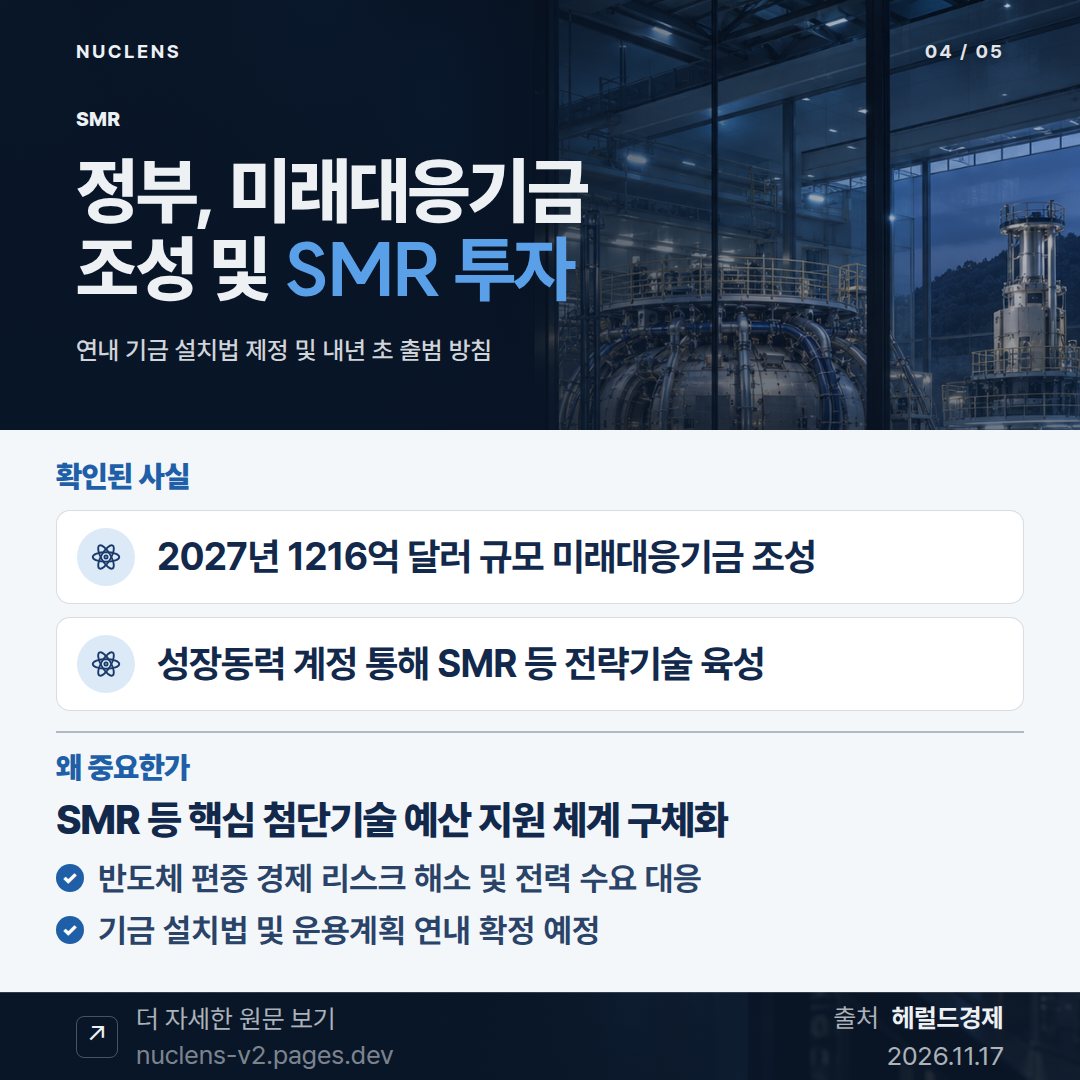 NUCLENS
04 / 05
SMR
정부, 미래대응기금
조성 및 SMR 투자
연내 기금 설치법 제정 및 내년 초 출범 방침
확인된 사실
2027년 1216억 달러 규모 미래대응기금 조성
성장동력 계정 통해 SMR 등 전략기술 육성
왜 중요한가
SMR 등 핵심 첨단기술 예산 지원 체계 구체화
반도체 편중 경제 리스크 해소 및 전력 수요 대응
기금 설치법 및 운용계획 연내 확정 예정
더 자세한 원문 보기
nuclens-v2.pages.dev
출처 헤럴드경제
2026.11.17